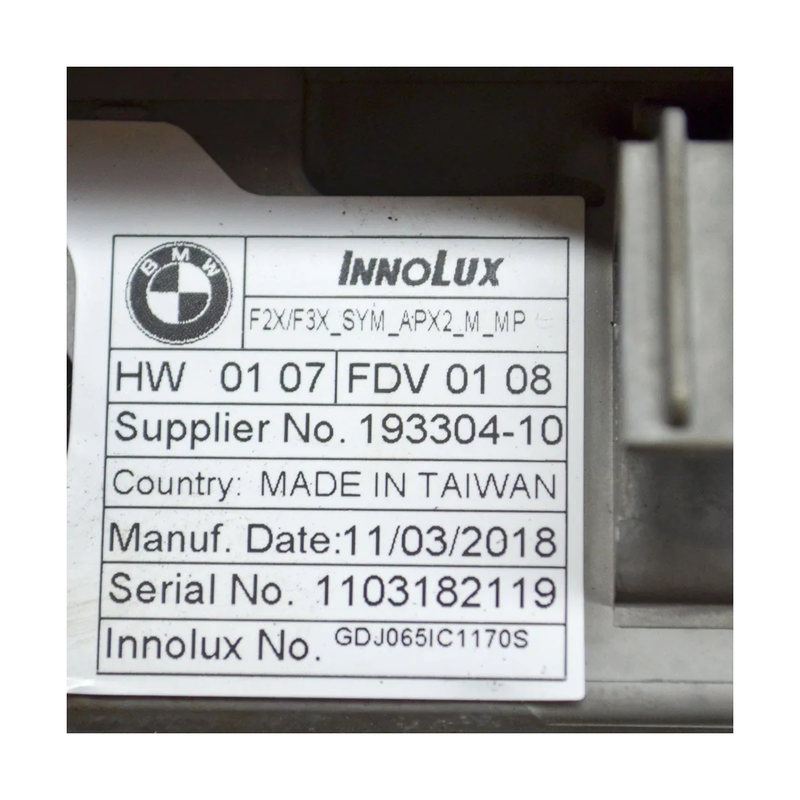 BMW
INNOLUX
F2X/F3X_SYM_APX2_M_MP
HW 01 07 FDV 01 08
Supplier No. 193304-10
Country: MADE IN TAIWAN
Manuf. Date:11/03/2018
Serial No. 1103182119
Innolux No. GDJ065IC1170S